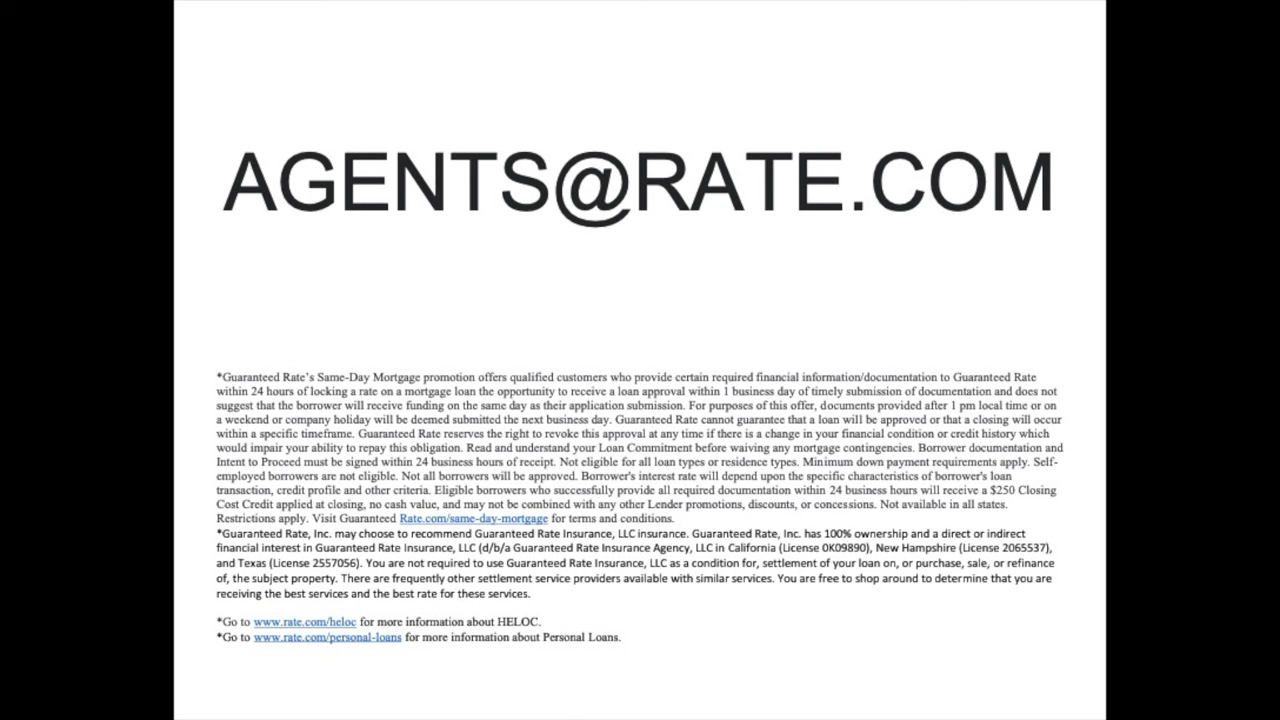 AGENTS@RATE.COM
*Guaranteed Rate's Same-Day Mortgage promotion offers qualified customers who provide certain required financial information/documentation to Guaranteed Rate
within 24 hours of locking a rate on a mortgage loan the opportunity to receive a loan approval within 1 business day of timely submission of documentation and does not
suggest that the borrower will receive funding on the same day as their application submission. For purposes of this offer, documents provided after 1 pm local time or on
a weekend or company holiday will be deemed submitted the next business day. Guaranteed Rate cannot guarantee that a loan will be approved or that a closing will occur
within a specific timeframe. Guaranteed Rate reserves the right to revoke this approval at any time if there is a change in your financial condition or credit history which
would impair your ability to repay this obligation. Read and understand your Loan Commitment before waiving any mortgage contingencies. Borrower documentation and
Intent to Proceed must be signed within 24 business hours of receipt. Not eligible for all loan types or residence types. Minimum down payment requirements apply. Self-
employed borrowers are not eligible. Not all borrowers will be approved. Borrower's interest rate will depend upon the specific characteristics of borrower's loan
transaction, credit profile and other criteria. Eligible borrowers who successfully provide all required documentation within 24 business hours will receive a $250 Closing
Cost Credit applied at closing, no cash value, and may not be combined with any other Lender promotions, discounts, or concessions. Not available in all states.
Restrictions apply. Visit Guaranteed Rate.com/same-day-mortgage for terms and conditions.
*Guaranteed Rate, Inc. may choose to recommend Guaranteed Rate Insurance, LLC insurance. Guaranteed Rate, Inc. has 100% ownership and a direct or indirect
financial interest in Guaranteed Rate Insurance, LLC (d/b/a Guaranteed Rate Insurance Agency, LLC in California (License 0K09890), New Hampshire (License 2065537),
and Texas (License 2557056). You are not required to use Guaranteed Rate Insurance, LLC as a condition for, settlement of your loan on, or purchase, sale, or refinance
of, the subject property. There are frequently other settlement service providers available with similar services. You are free to shop around to determine that you are
receiving the best services and the best rate for these services.
*Go to www.rate.com/heloc for more information about HELOC.
*Go to www.rate.com/personal-loans for more information about Personal Loans.